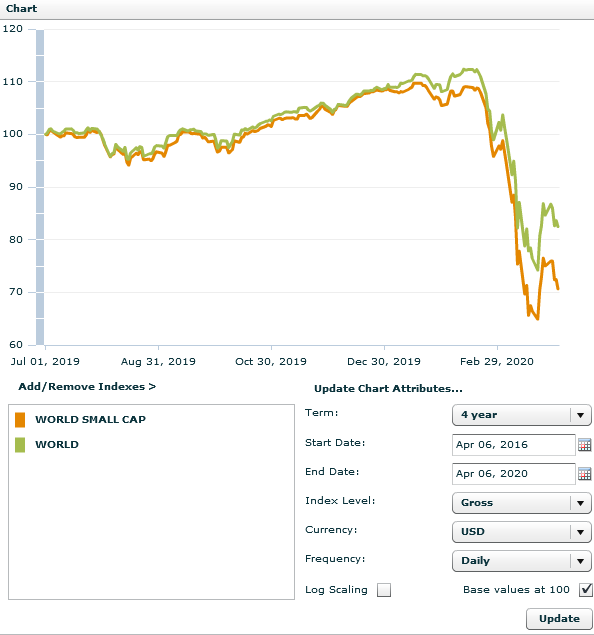 Chart
120
110
100
90
80
70
60
Jul 01, 2019 Aug 31, 2019 Oct 30, 2019 Dec 30, 2019 Feb 29, 2020
Add/Remove Indexes >
WORLD SMALL CAP
WORLD
Update Chart Attributes...
Term: 4 year
Start Date: Apr 06, 2016
End Date: Apr 06, 2020
Index Level: Gross
Currency: USD
Frequency: Daily
Log Scaling Base values at 100
Update